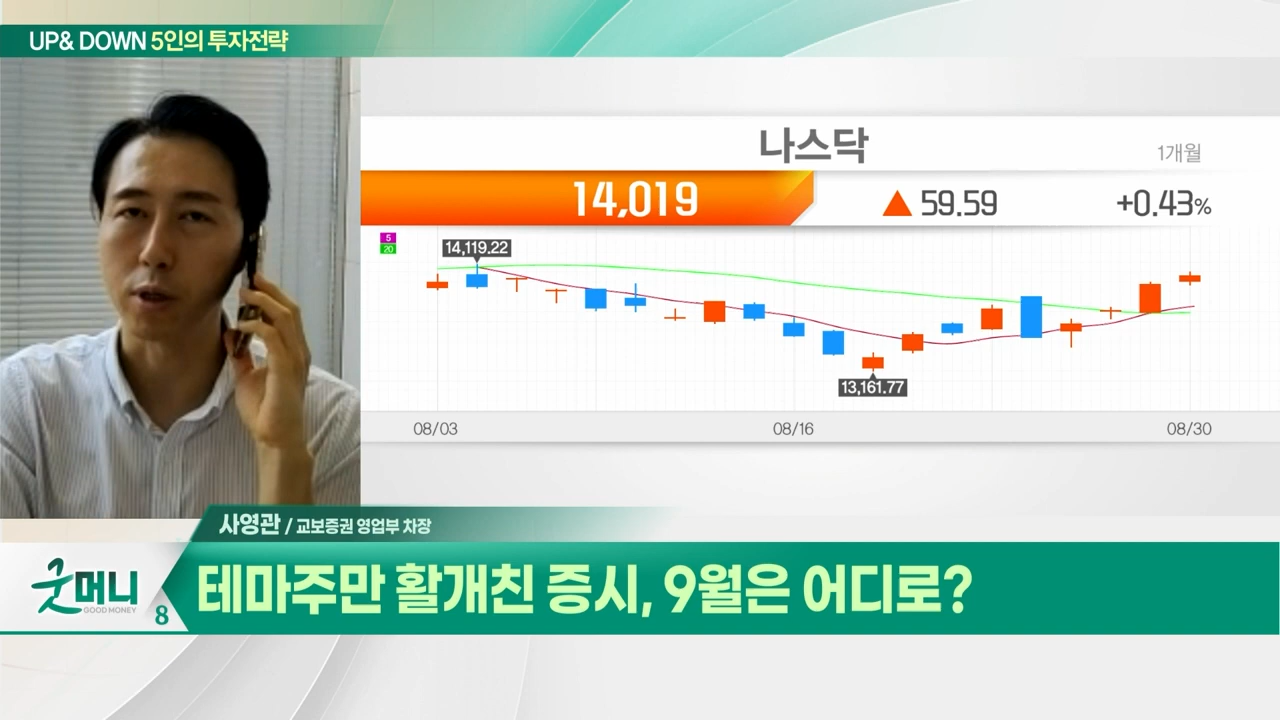 UP& DOWN 5인의 투자전략
나스닥
1개월
14,019 ▲ 59.59 +0.43%
5
20
14,119.22
13,161.77
08/03 08/16 08/30
사영관 / 교보증권 영업부 차장
굿머니
GOOD MONEY
8
테마주만 활개친 증시, 9월은 어디로?